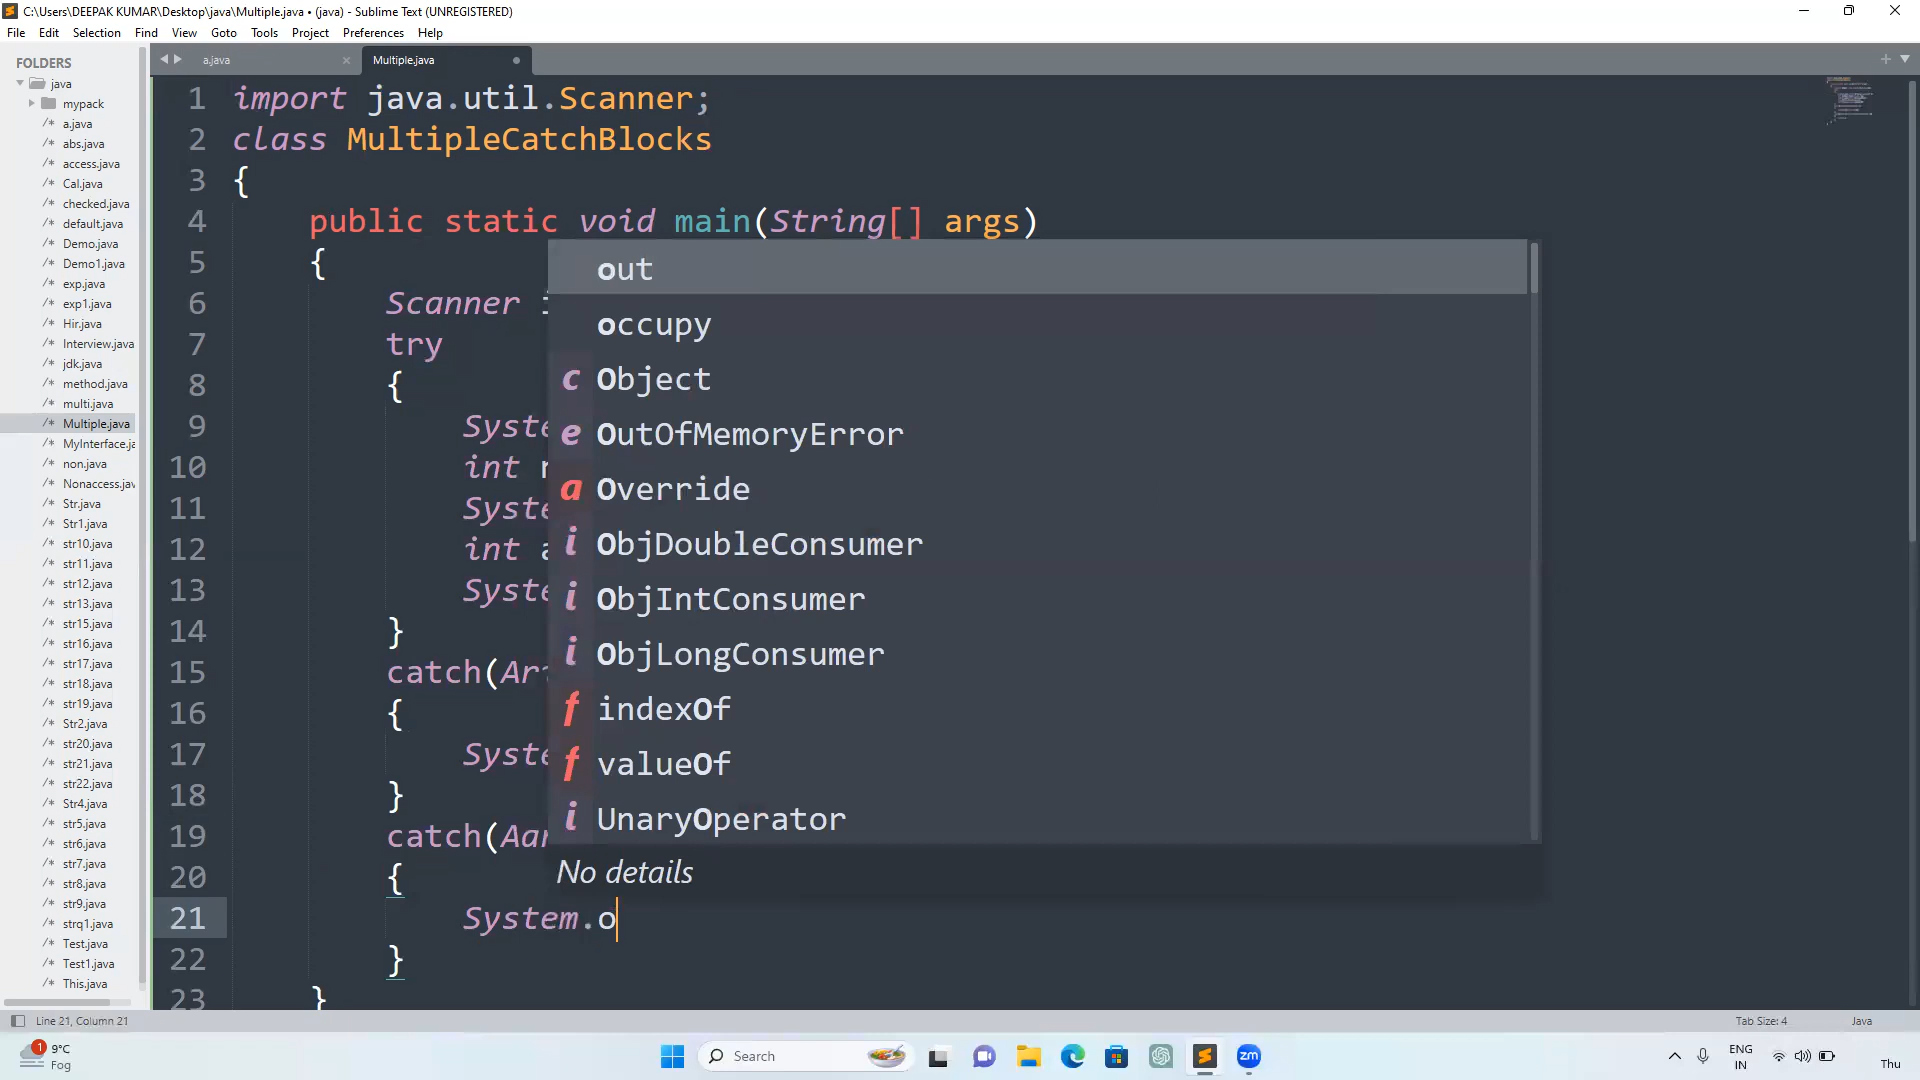 C:\Users\DEEPAK KUMAR\Desktop\java\Multiple.java • (java) - Sublime Text (UNREGISTERED)
File Edit Selection Find View Goto Tools Project Preferences Help
FOLDERS
java
mypack
/* a.java
/* abs.java
/* access.java
/* Cal.java
/* checked.java
/* default.java
/* Demo.java
/* Demo1.java
/* exp.java
/* exp1.java
/* Hir.java
/* Interview.java
/* jdk.java
/* method.java
/* multi.java
/* Multiple.java
/* MyInterface.ja
/* non.java
/* Nonaccess.jav
/* Str.java
/* Str1.java
/* str10.java
/* str11.java
/* str12.java
/* str13.java
/* str15.java
/* str16.java
/* str17.java
/* str18.java
/* str19.java
/* Str2.java
/* str20.java
/* str21.java
/* str22.java
/* Str4.java
/* str5.java
/* str6.java
/* str7.java
/* str8.java
/* str9.java
/* strq1.java
/* Test.java
/* Test1.java
/* This.java
a.java Multiple.java
1 import java.util.Scanner;
2 class MultipleCatchBlocks
3 {
4 public static void main(String[] args)
5 {
6 Scanner
7 try
8 {
9 Syste
10 int
11 Syste
12 int
13 Syste
14 }
15 catch(
16 {
17 Syste
18 }
19 catch(
20 {
21 System.o
22 }
23 }
out
occupy
c Object
e OutOfMemoryError
a Override
i ObjDoubleConsumer
i ObjIntConsumer
i ObjLongConsumer
f indexOf
f valueOf
i UnaryOperator
No details
Line 21, Column 21 Tab Size: 4 Java
1 9°C
Fog
Search
zm
ENG
IN
Thu